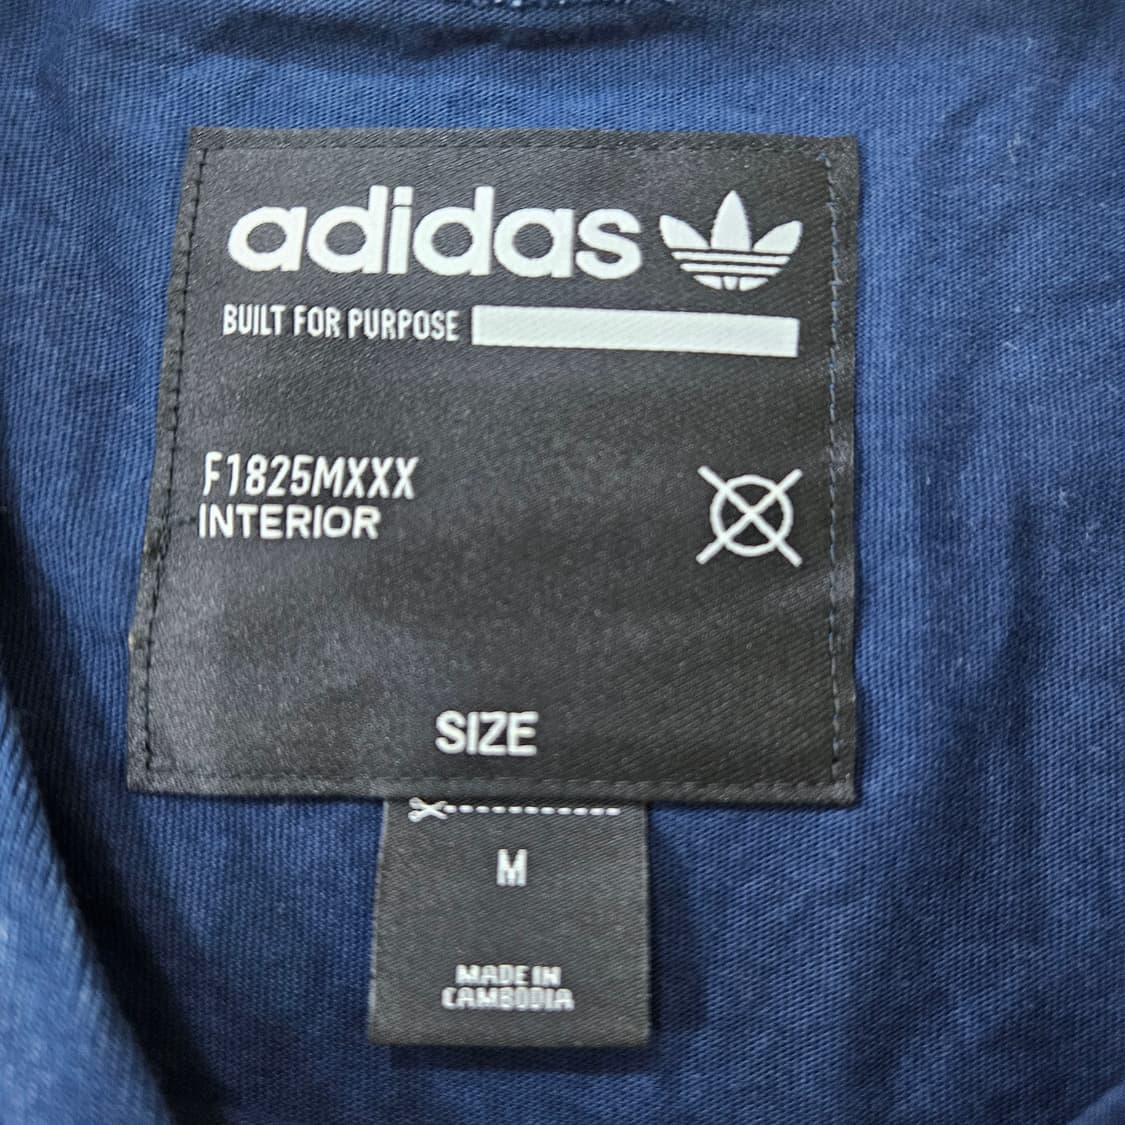 adidas
BUILT FOR PURPOSE
F1825MXXX
INTERIOR
SIZE
M
MADE IN
CAMBODIA